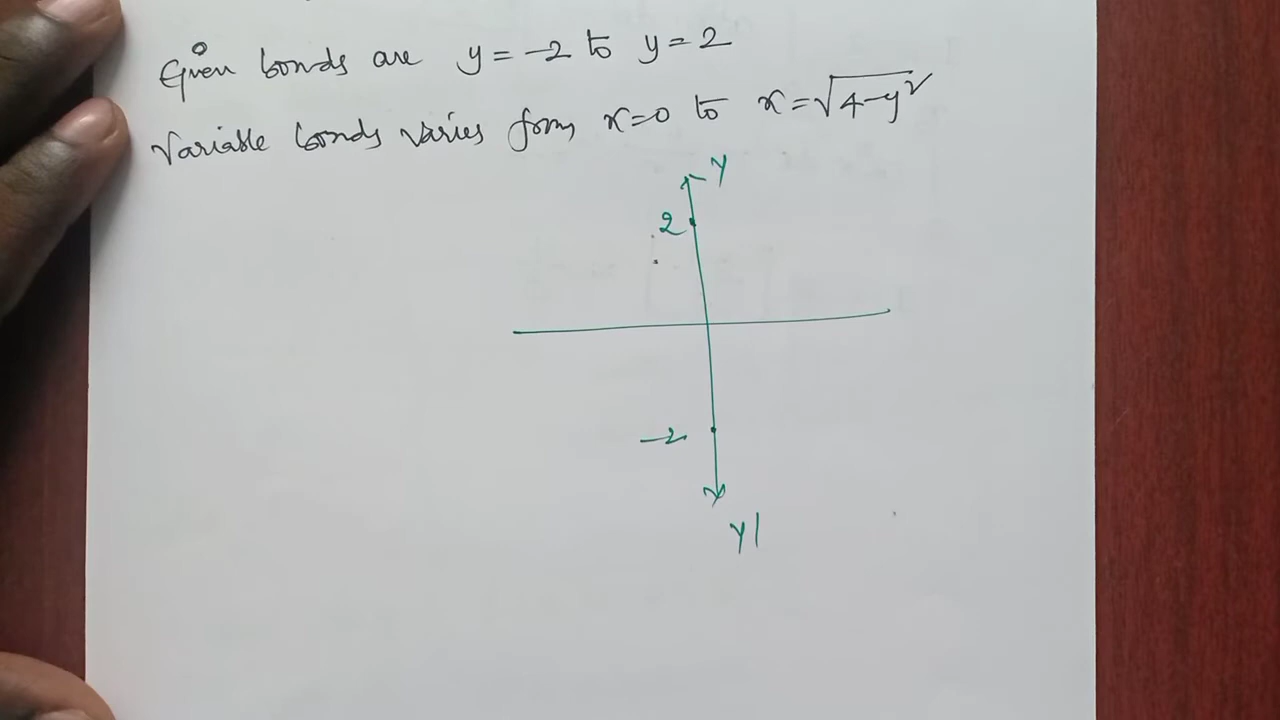 Given bonds are y = -2 to y = 2
Variable bonds varies from x=0 to x = √4-y²
Y
2
-2
Y|